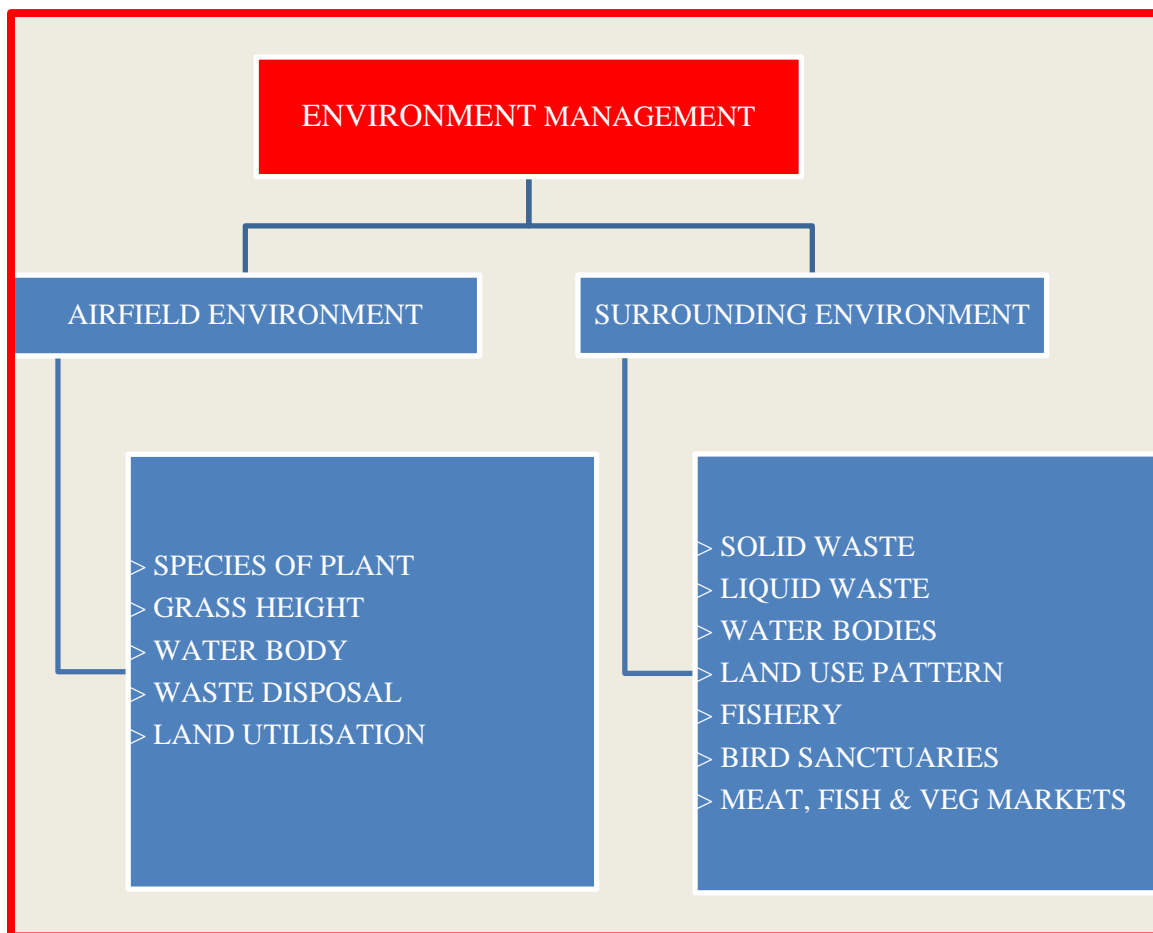 ENVIRONMENT MANAGEMENT
AIRFIELD ENVIRONMENT
SURROUNDING ENVIRONMENT
> SPECIES OF PLANT
> GRASS HEIGHT
> WATER BODY
> WASTE DISPOSAL
> LAND UTILISATION
> SOLID WASTE
> LIQUID WASTE
> WATER BODIES
> LAND USE PATTERN
> FISHERY
> BIRD SANCTUARIES
> MEAT, FISH & VEG MARKETS